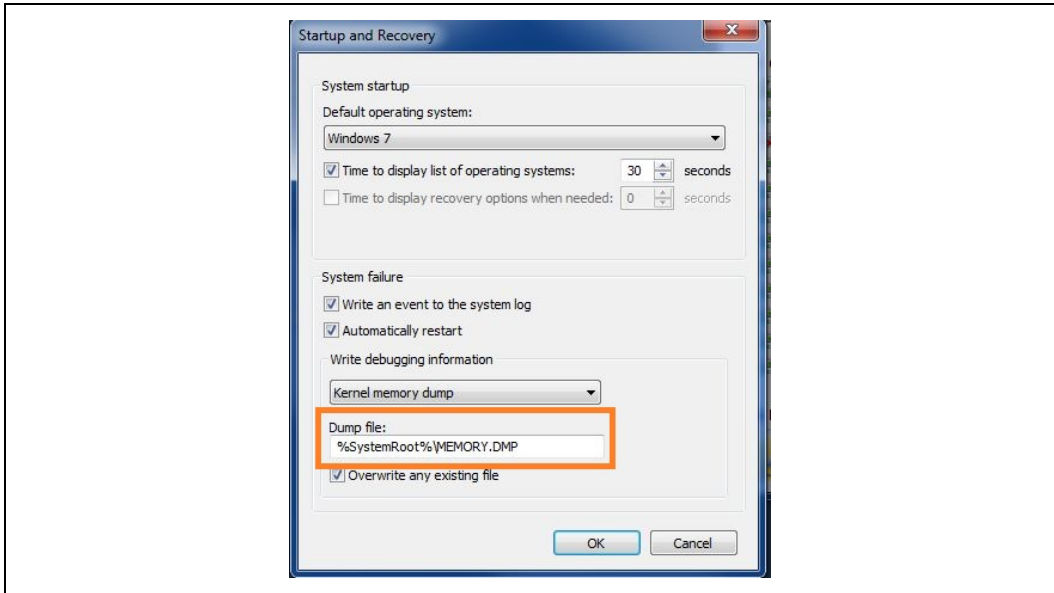 Startup and Recovery
System startup
Default operating system:
Windows 7
Time to display list of operating systems: 30 seconds
Time to display recovery options when needed: 0 seconds
System failure
Write an event to the system log
Automatically restart
Write debugging information
Kernel memory dump
Dump file:
%SystemRoot%\MEMORY.DMP
Overwrite any existing file
OK Cancel